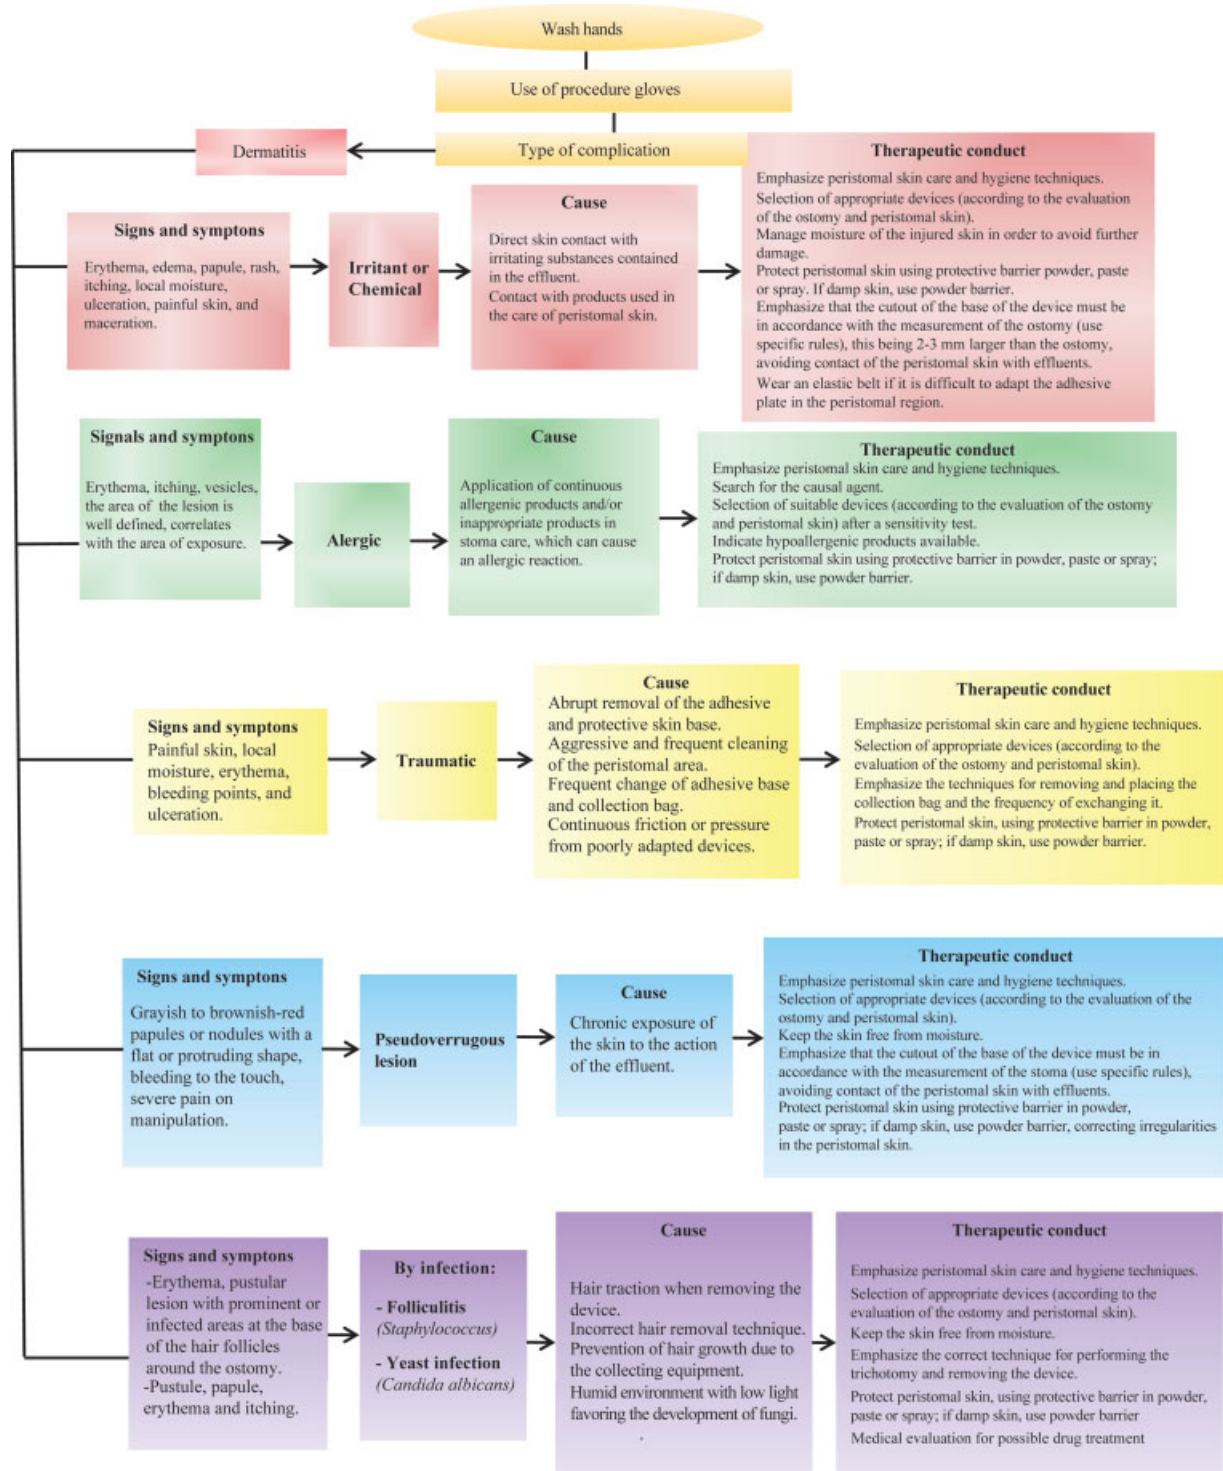 Wash hands
Use of procedure gloves
Type of complication
Dermatitis
Signs and symptons
Erythema, edema, papule, rash,
itching, local moisture,
ulceration, painful skin, and
maceration.
Irritant or
Chemical
Cause
Direct skin contact with
irritating substances contained
in the effluent.
Contact with products used in
the care of peristomal skin.
Therapeutic conduct
Emphasize peristomal skin care and hygiene techniques.
Selection of appropriate devices (according to the evaluation
of the ostomy and peristomal skin).
Manage moisture of the injured skin in order to avoid further
damage.
Protect peristomal skin using protective barrier powder, paste
or spray. If damp skin, use powder barrier.
Emphasize that the cutout of the base of the device must be
in accordance with the measurement of the ostomy (use
specific rules), this being 2-3 mm larger than the ostomy,
avoiding contact of the peristomal skin with effluents.
Wear an elastic belt if it is difficult to adapt the adhesive
plate in the peristomal region.
Signals and symptons
Erythema, itching, vesicles,
the area of the lesion is
well defined, correlates
with the area of exposure.
Alergic
Cause
Application of continuous
allergenic products and/or
inappropriate products in
stoma care, which can cause
an allergic reaction.
Therapeutic conduct
Emphasize peristomal skin care and hygiene techniques.
Search for the causal agent.
Selection of suitable devices (according to the evaluation of the ostomy
and peristomal skin) after a sensitivity test.
Indicate hypoallergenic products available.
Protect peristomal skin using protective barrier in powder, paste or spray;
if damp skin, use powder barrier.
Signs and symptons
Painful skin, local
moisture, erythema,
bleeding points, and
ulceration.
Traumatic
Cause
Abrupt removal of the adhesive
and protective skin base.
Aggressive and frequent cleaning
of the peristomal area.
Frequent change of adhesive base
and collection bag.
Continuous friction or pressure
from poorly adapted devices.
Therapeutic conduct
Emphasize peristomal skin care and hygiene techniques.
Selection of appropriate devices (according to the
evaluation of the ostomy and peristomal skin).
Emphasize the techniques for removing and placing the
collection bag and the frequency of exchanging it.
Protect peristomal skin, using protective barrier in powder,
paste or spray; if damp skin, use powder barrier.
Signs and symptons
Grayish to brownish-red
papules or nodules with a
flat or protruding shape,
bleeding to the touch,
severe pain on
manipulation.
Pseudoverrugous
lesion
Cause
Chronic exposure of
the skin to the action
of the effluent.
Therapeutic conduct
Emphasize peristomal skin care and hygiene techniques.
Selection of appropriate devices (according to the evaluation of the
ostomy and peristomal skin).
Keep the skin free from moisture.
Emphasize that the cutout of the base of the device must be in
accordance with the measurement of the stoma (use specific rules),
avoiding contact of the peristomal skin with effluents.
Protect peristomal skin using protective barrier in powder,
paste or spray; if damp skin, use powder barrier, correcting irregularities
in the peristomal skin.
Signs and symptons
-Erythema, pustular
lesion with prominent or
infected areas at the base
of the hair follicles
around the ostomy.
-Pustule, papule,
erythema and itching.
By infection:
- Folliculitis
(Staphylococcus)
- Yeast infection
(Candida albicans)
Cause
Hair traction when removing the
device.
Incorrect hair removal technique.
Prevention of hair growth due to
the collecting equipment.
Humid environment with low light
favoring the development of fungi.
.
Therapeutic conduct
Emphasize peristomal skin care and hygiene techniques.
Selection of appropriate devices (according to the
evaluation of the ostomy and peristomal skin).
Keep the skin free from moisture.
Emphasize the correct technique for performing the
trichotomy and removing the device.
Protect peristomal skin, using protective barrier in powder,
paste or spray; if damp skin, use powder barrier
Medical evaluation for possible drug treatment